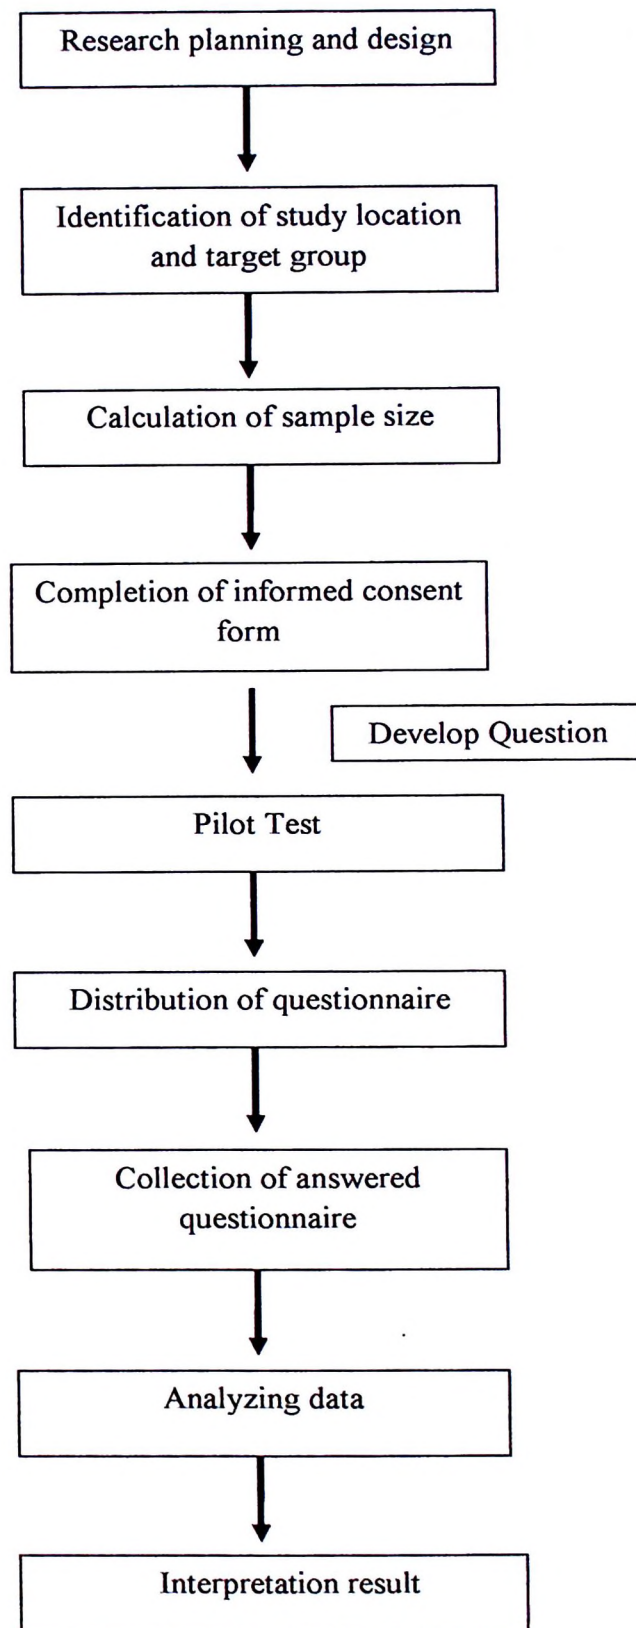 Research planning and design
Identification of study location
and target group
Calculation of sample size
Completion of informed consent
form
Develop Question
Pilot Test
Distribution of questionnaire
Collection of answered
questionnaire
Analyzing data
Interpretation result